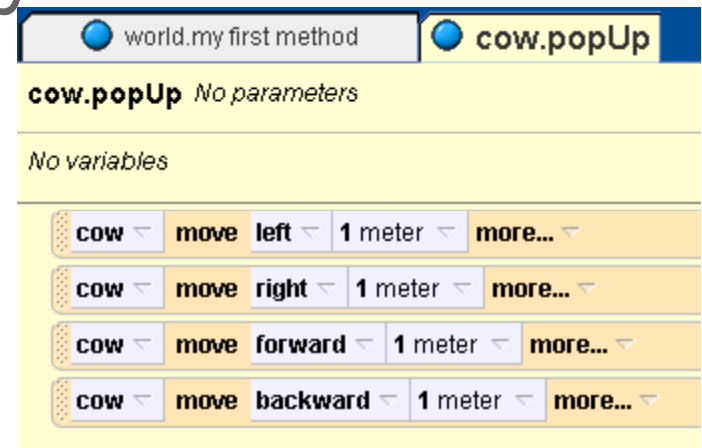 world.my first method
cow.popUp
cow.popUp No parameters
No variables
cow move left 1 meter more...
cow move right 1 meter more...
cow move forward 1 meter more...
cow move backward 1 meter more...